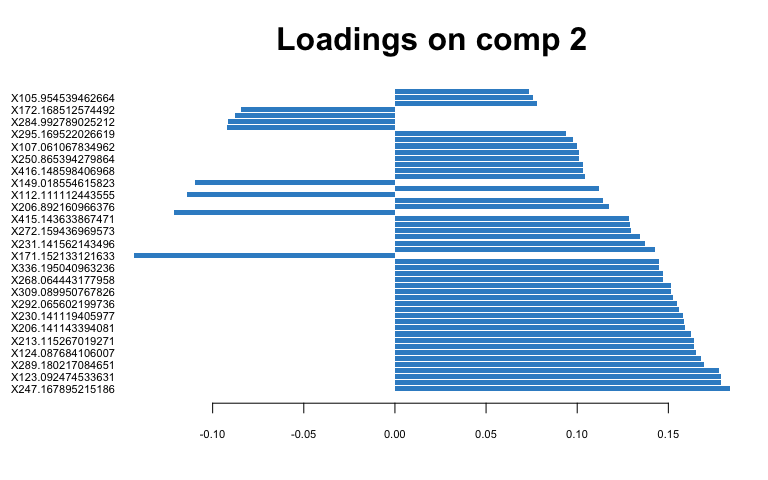 Loadings on comp 2
X105.954539462664
X172.168512574492
X284.992789025212
X295.169522026619
X107.061067834962
X250.865394279864
X416.148598406968
X149.018554615823
X112.111112443555
X206.892160966376
X415.143633867471
X272.159436969573
X231.141562143496
X171.152133121633
X336.195040963236
X268.064443177958
X309.089950767826
X292.065602199736
X230.141119405977
X206.141143394081
X213.115267019271
X124.087684106007
X289.180217084651
X123.092474533631
X247.167895215186
-0.10 -0.05 0.00 0.05 0.10 0.15